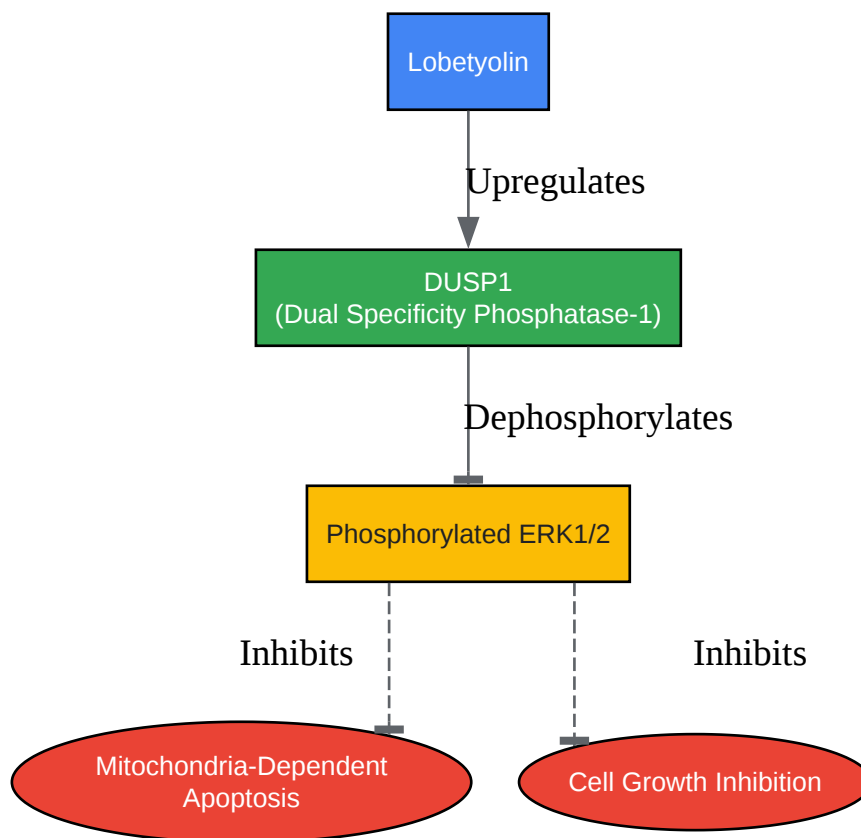 Lobetyolin
Upregulates
DUSP1
(Dual Specificity Phosphatase-1)
Dephosphorylates
Phosphorylated ERK1/2
Inhibits
Inhibits
Mitochondria-Dependent
Apoptosis
Cell Growth Inhibition